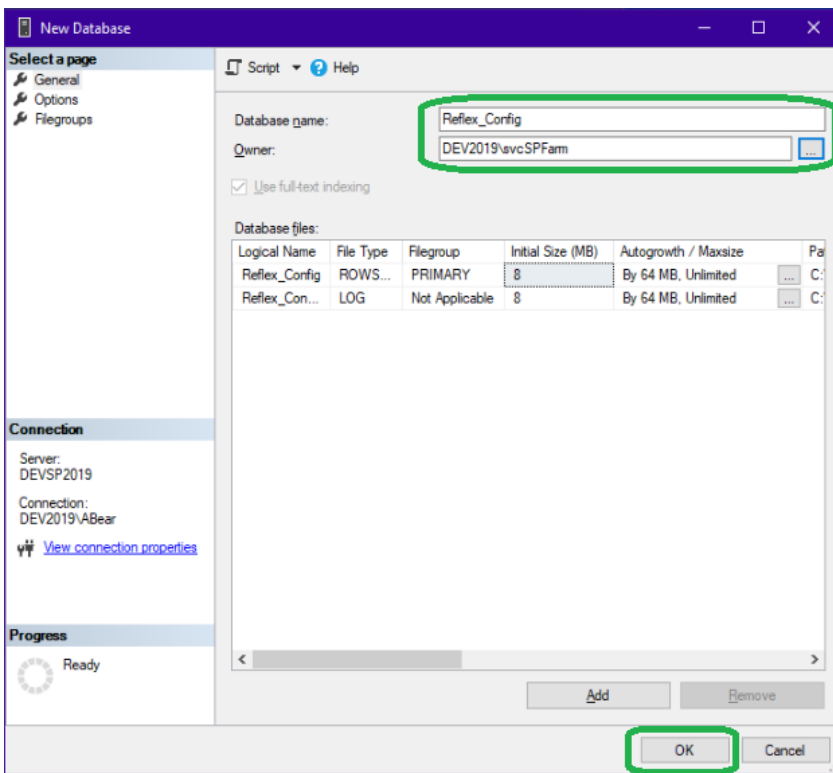 New Database
Select a page
General
Options
Filegroups
Script
Help
Database name:
Reflex_Config
Owner:
DEV2019\svcSPFarm
...
Use full-text indexing
Database files:
Logical Name File Type Filegroup Initial Size (MB) Autogrowth / Maxsize
Reflex_Config ROWS... PRIMARY 8 By 64 MB, Unlimited ... C:
Reflex_Con... LOG Not Applicable 8 By 64 MB, Unlimited ... C:
Connection
Server:
DEVSP2019
Connection:
DEV2019\ABear
View connection properties
Progress
Ready
Add Remove
OK Cancel